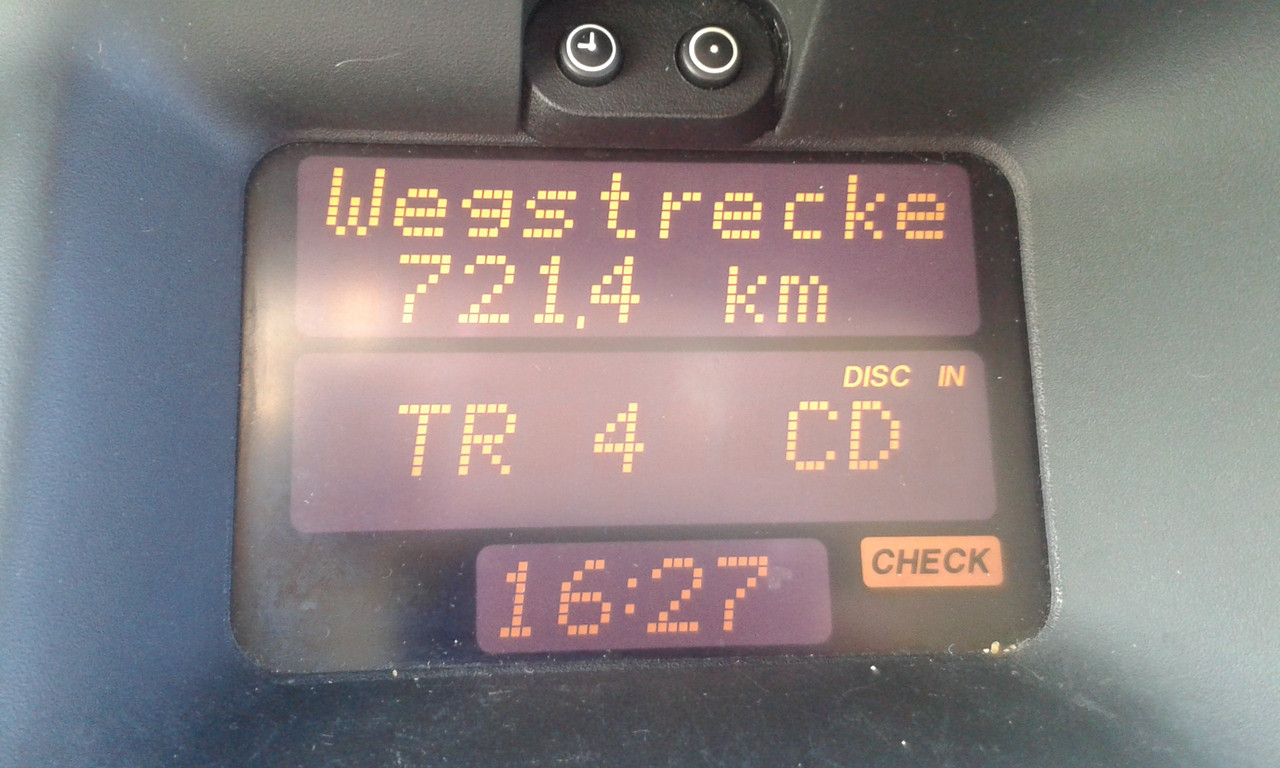 Wegstrecke
721,4 km
DISC IN
TR 4 CD
16:27
CHECK